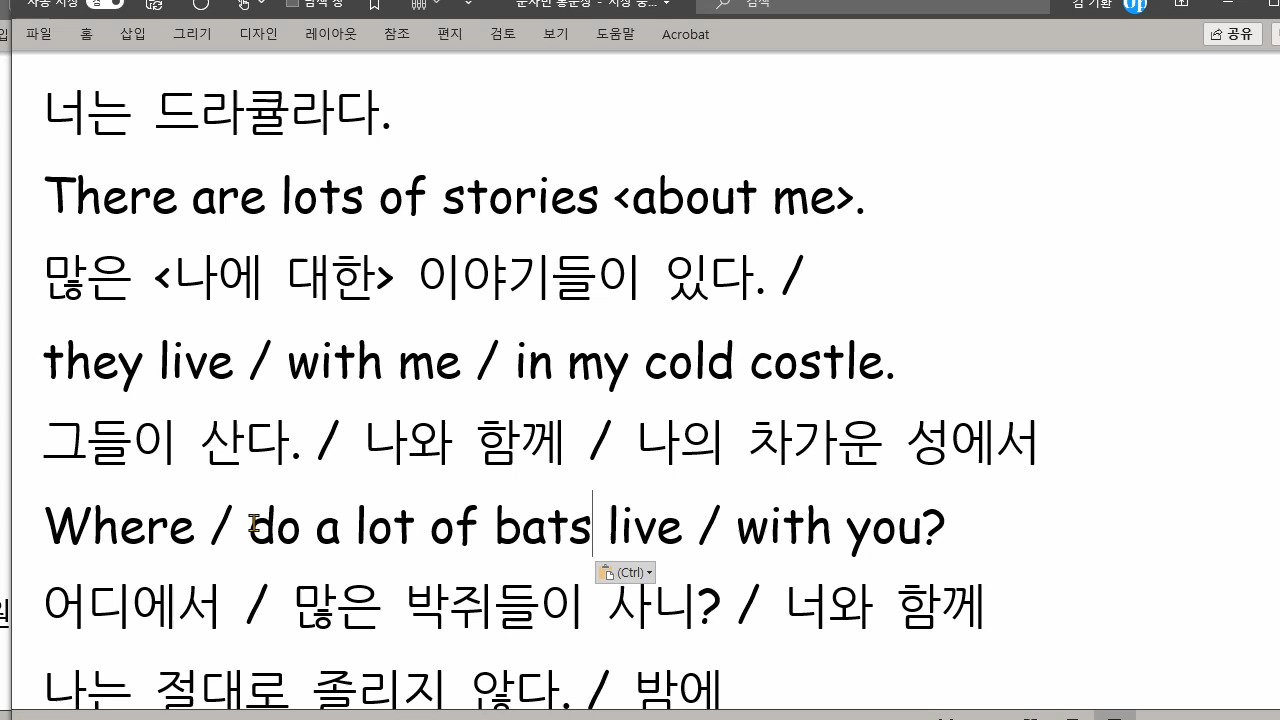 파일 홈 삽입 그리기 디자인 레이아웃 참조 편지 검토 보기 도움말 Acrobat 공유
너는 드라큘라다.
There are lots of stories <about me>.
많은 <나에 대한> 이야기들이 있다. /
they live / with me / in my cold costle.
그들이 산다. / 나와 함께 / 나의 차가운 성에서
Where / do a lot of bats live / with you?
(Ctrl)
어디에서 / 많은 박쥐들이 사니? / 너와 함께
나는 절대로 졸리지 않다. / 밤에